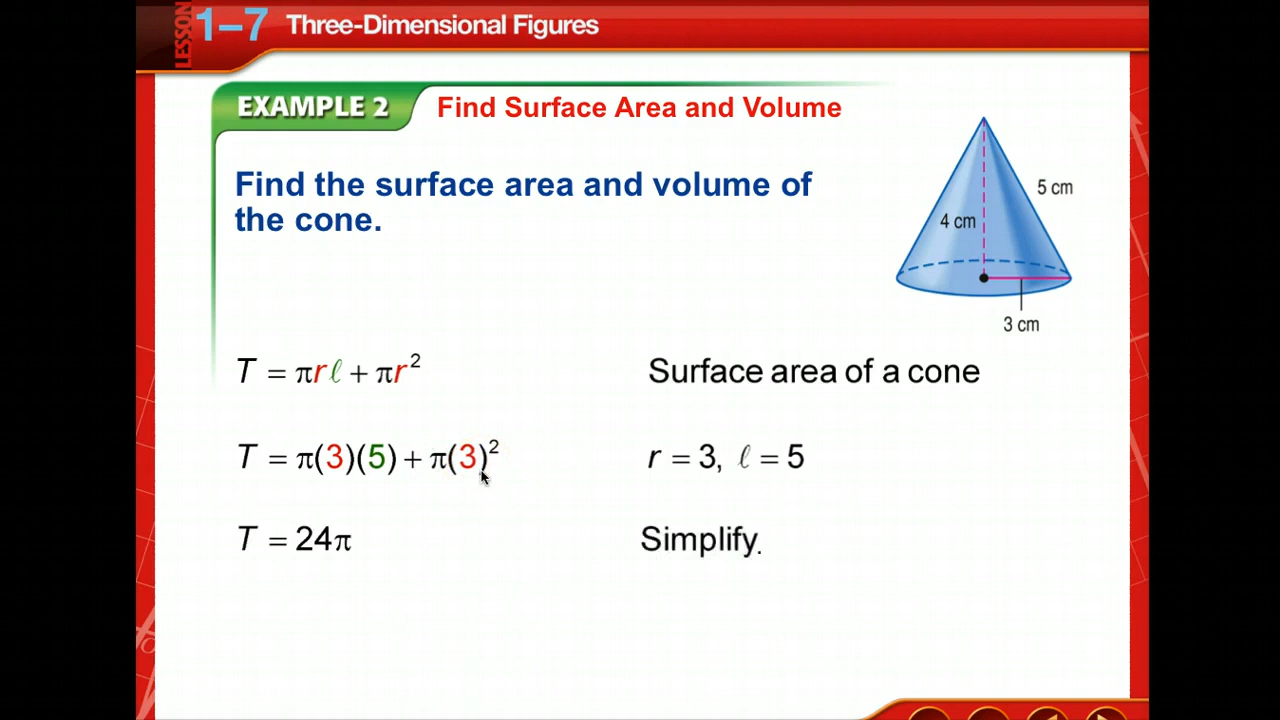 LESSON 1–7 Three-Dimensional Figures
EXAMPLE 2 Find Surface Area and Volume
Find the surface area and volume of
the cone.
5 cm
4 cm
3 cm
T = πrℓ + πr² Surface area of a cone
T = π(3)(5) + π(3)² r = 3, ℓ = 5
T = 24π Simplify.